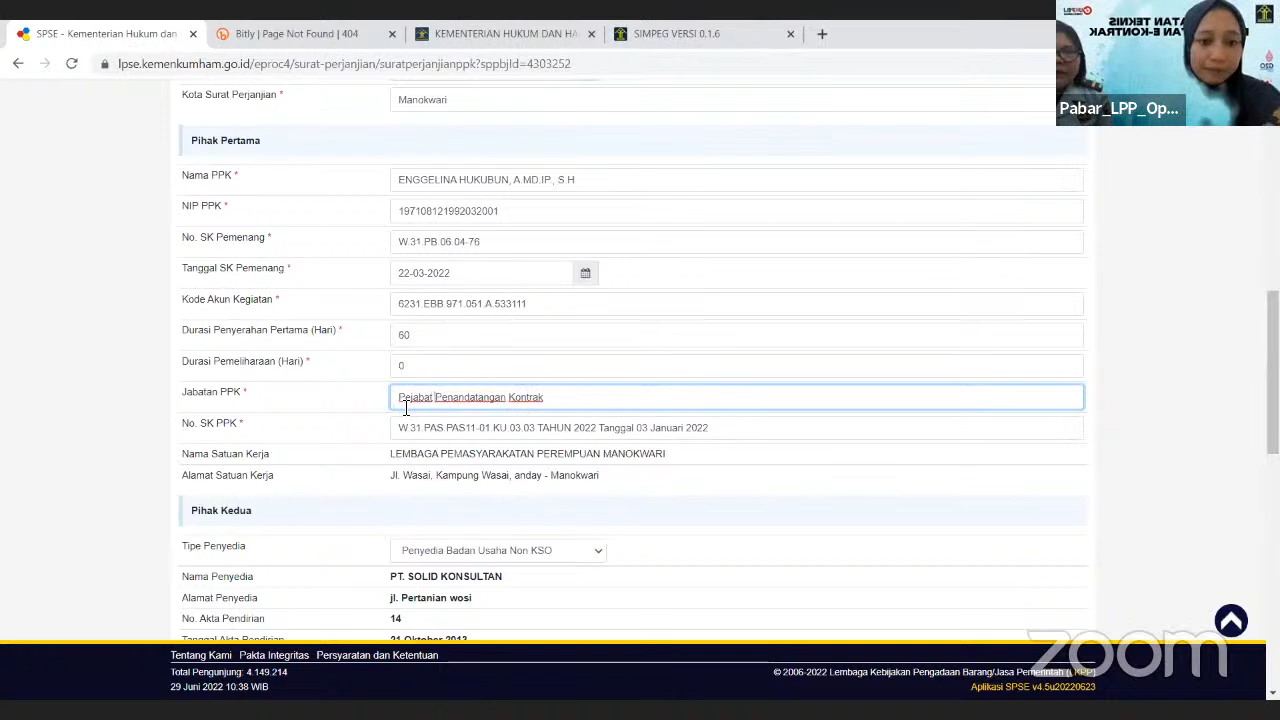 SPSE - Kementerian Hukum dan
Bitly | Page Not Found | 404
KEMENTERIAN HUKUM DAN HA
SIMPEG VERSI 0.1.6
lpse.kemenkumham.go.id/eproc4/surat-perjanjian/suratperjanjianppk?sppbjId=4303252
Pabar_LPP_Op...
Kota Surat Perjanjian *
Manokwari
Pihak Pertama
Nama PPK *
ENGGELINA HUKUBUN, A.MD.IP., S.H
NIP PPK *
197108121992032001
No. SK Pemenang *
W.31.PB.06.04-76
Tanggal SK Pemenang *
22-03-2022
Kode Akun Kegiatan *
6231.EBB.971.051.A.533111
Durasi Penyerahan Pertama (Hari) *
60
Durasi Pemeliharaan (Hari) *
0
Jabatan PPK *
Pejabat Penandatangan Kontrak
No. SK PPK *
W.31.PAS.PAS11-01.KU.03.03 TAHUN 2022 Tanggal 03 Januari 2022
Nama Satuan Kerja
LEMBAGA PEMASYARAKATAN PEREMPUAN MANOKWARI
Alamat Satuan Kerja
Jl. Wasai, Kampung Wasai, anday - Manokwari
Pihak Kedua
Tipe Penyedia
Penyedia Badan Usaha Non KSO
Nama Penyedia
PT. SOLID KONSULTAN
Alamat Penyedia
jl. Pertanian wosi
No. Akta Pendirian
14
Tanggal Akta Pendirian
21 Oktober 2013
Tentang Kami Pakta Integritas Persyaratan dan Ketentuan
Total Pengunjung: 4.149.214
29 Juni 2022 10:38 WIB
© 2006-2022 Lembaga Kebijakan Pengadaan Barang/Jasa Pemerintah (LKPP)
Aplikasi SPSE v4.5u20220623
zoom